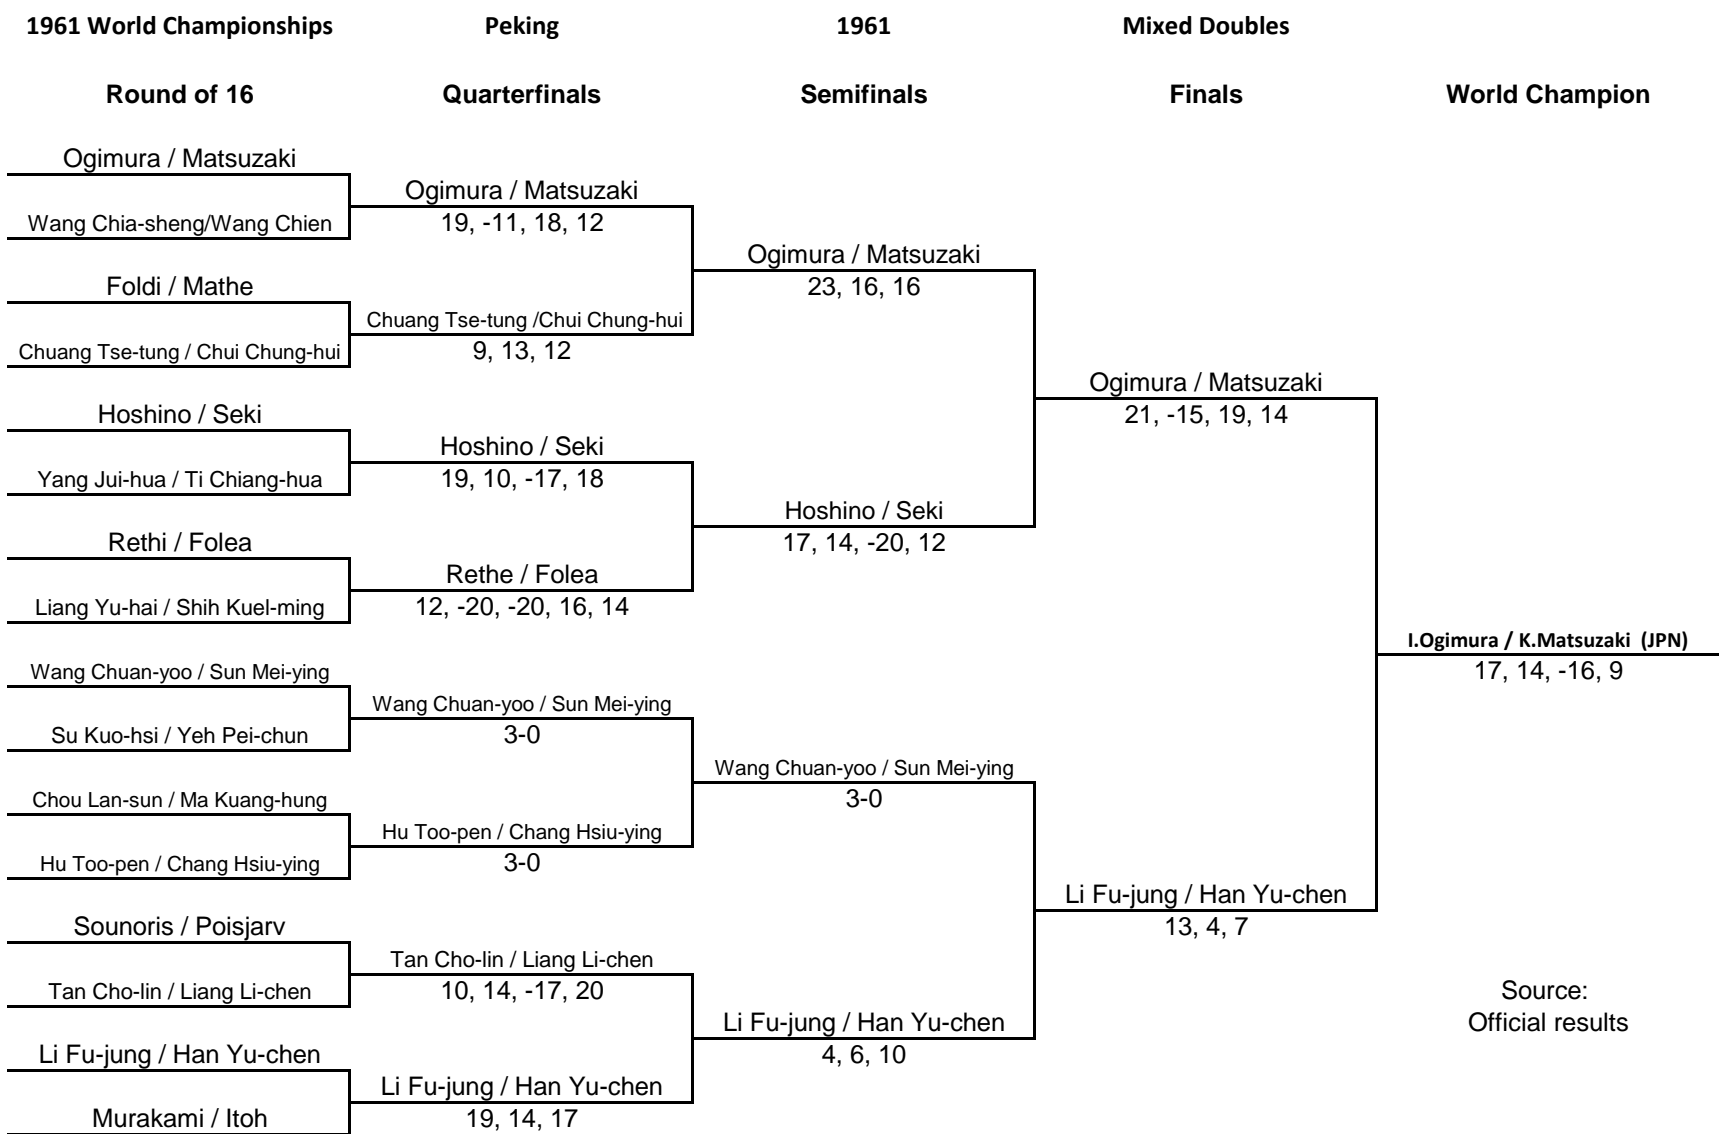 1961 World Championships Peking 1961 Mixed Doubles
Round of 16 Quarterfinals Semifinals Finals World Champion
Ogimura / Matsuzaki
Wang Chia-sheng/Wang Chien
Foldi / Mathe
Chuang Tse-tung / Chui Chung-hui
Hoshino / Seki
Yang Jui-hua / Ti Chiang-hua
Rethi / Folea
Liang Yu-hai / Shih Kuel-ming
Wang Chuan-yoo / Sun Mei-ying
Su Kuo-hsi / Yeh Pei-chun
Chou Lan-sun / Ma Kuang-hung
Hu Too-pen / Chang Hsiu-ying
Sounoris / Poisjarv
Tan Cho-lin / Liang Li-chen
Li Fu-jung / Han Yu-chen
Murakami / Itoh
Ogimura / Matsuzaki
19, -11, 18, 12
Chuang Tse-tung /Chui Chung-hui
9, 13, 12
Hoshino / Seki
19, 10, -17, 18
Rethe / Folea
12, -20, -20, 16, 14
Wang Chuan-yoo / Sun Mei-ying
3-0
Hu Too-pen / Chang Hsiu-ying
3-0
Tan Cho-lin / Liang Li-chen
10, 14, -17, 20
Li Fu-jung / Han Yu-chen
19, 14, 17
Ogimura / Matsuzaki
23, 16, 16
Hoshino / Seki
17, 14, -20, 12
Wang Chuan-yoo / Sun Mei-ying
3-0
Li Fu-jung / Han Yu-chen
4, 6, 10
Ogimura / Matsuzaki
21, -15, 19, 14
Li Fu-jung / Han Yu-chen
13, 4, 7
I.Ogimura / K.Matsuzaki (JPN)
17, 14, -16, 9
Source:
Official results